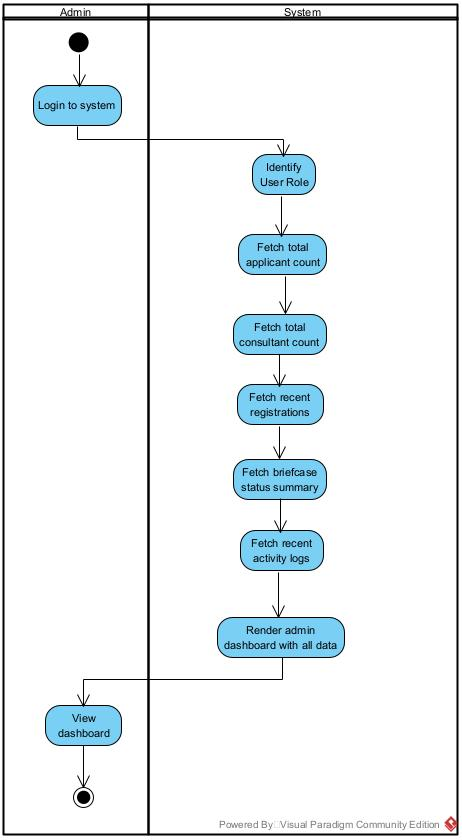 Admin
System
Login to system
Identify
User Role
Fetch total
applicant count
Fetch total
consultant count
Fetch recent
registrations
Fetch briefcase
status summary
Fetch recent
activity logs
Render admin
dashboard with all data
View
dashboard
Powered By Visual Paradigm Community Edition